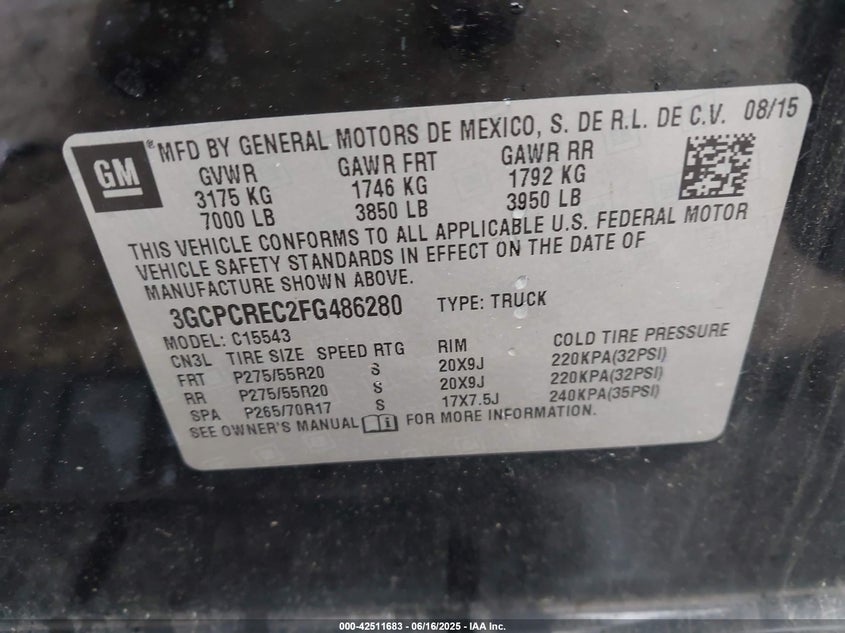 GM
® MFD BY GENERAL MOTORS DE MEXICO, S. DE R.L. DE C.V. 08/15
GVWR GAWR FRT GAWR RR
3175 KG 1746 KG 1792 KG
7000 LB 3850 LB 3950 LB
THIS VEHICLE CONFORMS TO ALL APPLICABLE U.S. FEDERAL MOTOR
VEHICLE SAFETY STANDARDS IN EFFECT ON THE DATE OF
MANUFACTURE SHOWN ABOVE.
3GCPCREC2FG486280 TYPE: TRUCK
MODEL: C15543
CN3L TIRE SIZE SPEED RTG RIM COLD TIRE PRESSURE
FRT P275/55R20 S 20X9J 220KPA(32PSI)
RR P275/55R20 S 20X9J 220KPA(32PSI)
SPA P265/70R17 S 17X7.5J 240KPA(35PSI)
SEE OWNER'S MANUAL i FOR MORE INFORMATION.
000-42511683 - 06/16/2025 - IAA Inc.